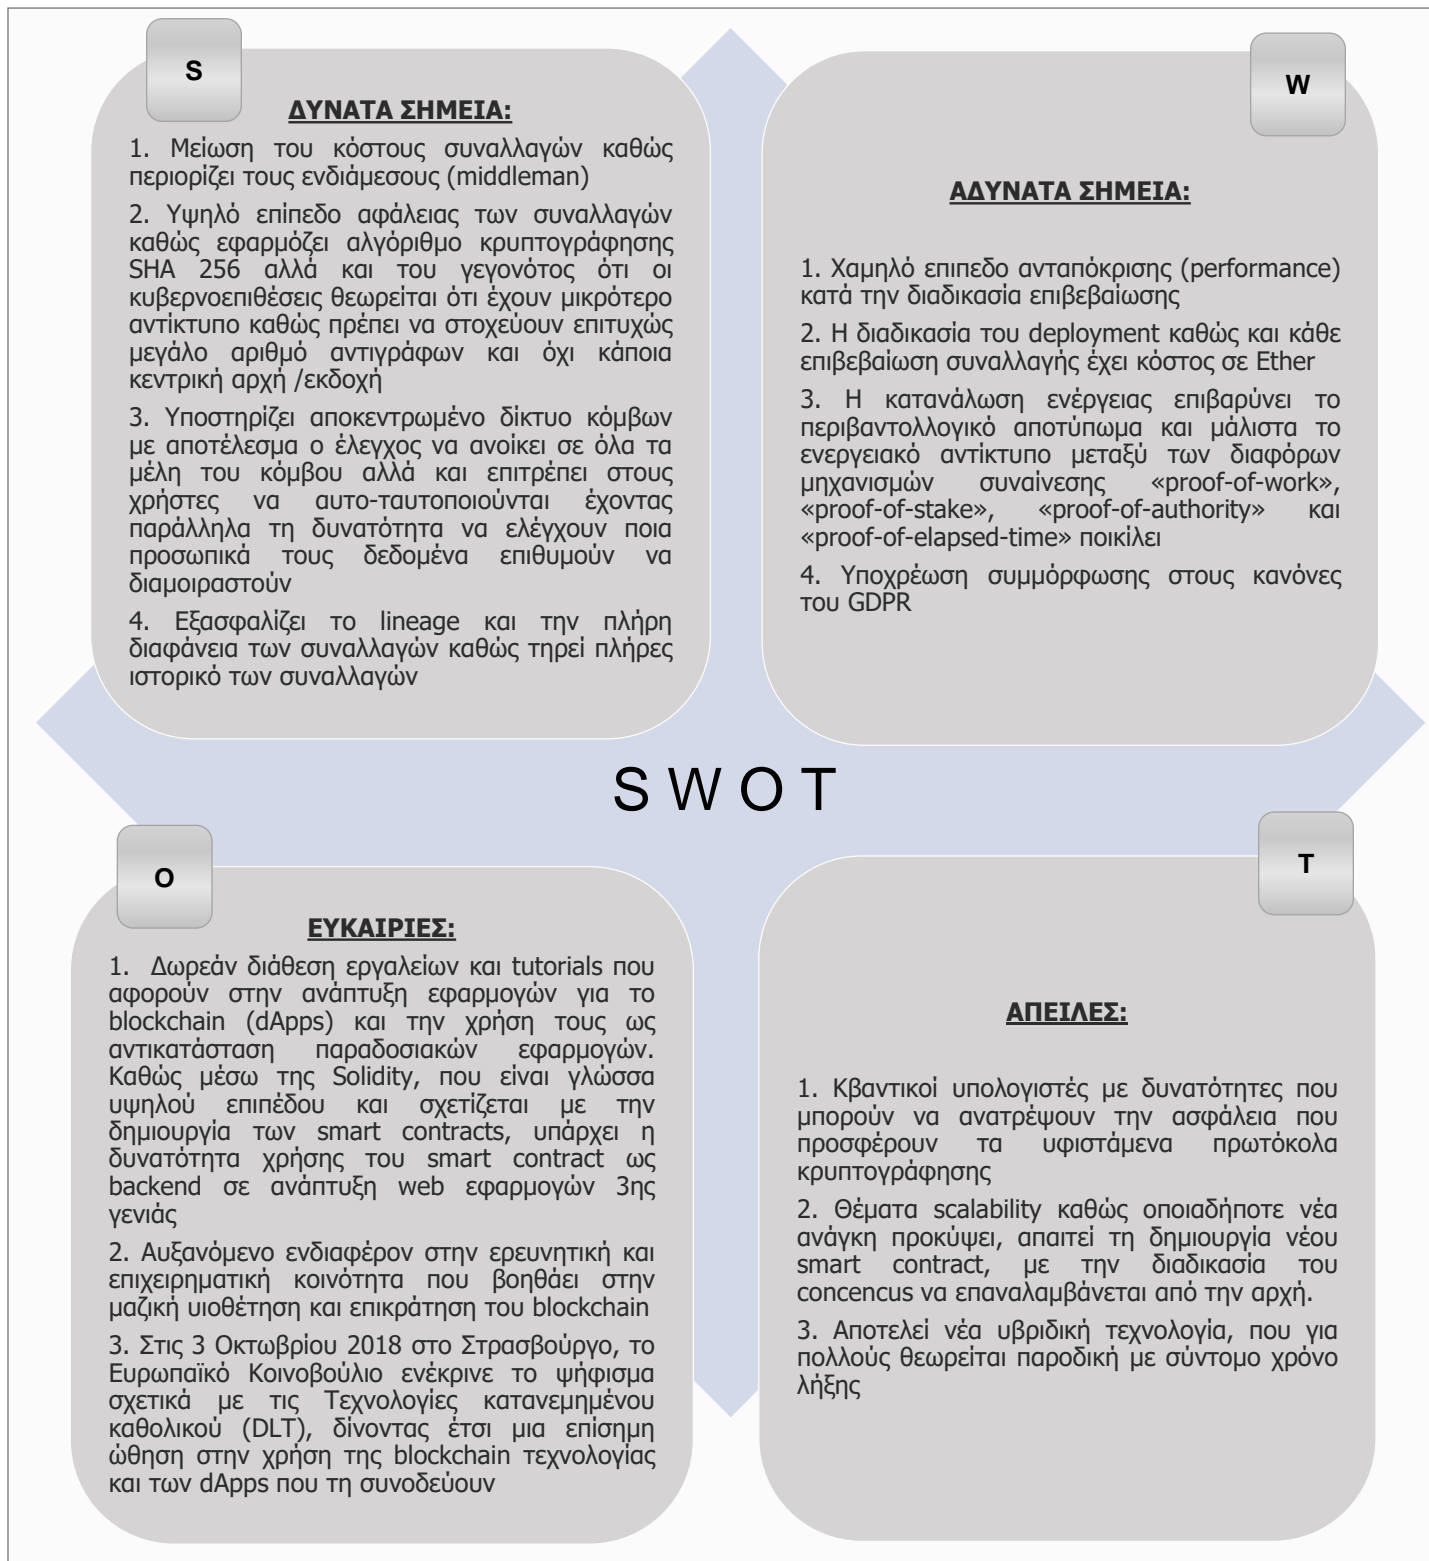 S
ΔΥΝΑΤΑ ΣΗΜΕΙΑ:
1. Μείωση του κόστους συναλλαγών καθώς
περιορίζει τους ενδιάμεσους (middleman)
2. Υψηλό επίπεδο αφάλειας των συναλλαγών
καθώς εφαρμόζει αλγόριθμο κρυπτογράφησης
SHA 256 αλλά και του γεγονότος ότι οι
κυβερνοεπιθέσεις θεωρείται ότι έχουν μικρότερο
αντίκτυπο καθώς πρέπει να στοχεύουν επιτυχώς
μεγάλο αριθμό αντιγράφων και όχι κάποια
κεντρική αρχή /εκδοχή
3. Υποστηρίζει αποκεντρωμένο δίκτυο κόμβων
με αποτέλεσμα ο έλεγχος να ανοίκει σε όλα τα
μέλη του κόμβου αλλά και επιτρέπει στους
χρήστες να αυτο-ταυτοποιούνται έχοντας
παράλληλα τη δυνατότητα να ελέγχουν ποια
προσωπικά τους δεδομένα επιθυμούν να
διαμοιραστούν
4. Εξασφαλίζει το lineage και την πλήρη
διαφάνεια των συναλλαγών καθώς τηρεί πλήρες
ιστορικό των συναλλαγών
W
ΑΔΥΝΑΤΑ ΣΗΜΕΙΑ:
1. Χαμηλό επιπεδο ανταπόκρισης (performance)
κατά την διαδικασία επιβεβαίωσης
2. Η διαδικασία του deployment καθώς και κάθε
επιβεβαίωση συναλλαγής έχει κόστος σε Ether
3. Η κατανάλωση ενέργειας επιβαρύνει το
περιβαντολλογικό αποτύπωμα και μάλιστα το
ενεργειακό αντίκτυπο μεταξύ των διαφόρων
μηχανισμών συναίνεσης «proof-of-work»,
«proof-of-stake», «proof-of-authority» και
«proof-of-elapsed-time» ποικίλει
4. Υποχρέωση συμμόρφωσης στους κανόνες
του GDPR
S W O T
O
ΕΥΚΑΙΡΙΕΣ:
1. Δωρεάν διάθεση εργαλείων και tutorials που
αφορούν στην ανάπτυξη εφαρμογών για το
blockchain (dApps) και την χρήση τους ως
αντικατάσταση παραδοσιακών εφαρμογών.
Καθώς μέσω της Solidity, που είναι γλώσσα
υψηλού επιπέδου και σχετίζεται με την
δημιουργία των smart contracts, υπάρχει η
δυνατότητα χρήσης του smart contract ως
backend σε ανάπτυξη web εφαρμογών 3ης
γενιάς
2. Αυξανόμενο ενδιαφέρον στην ερευνητική και
επιχειρηματική κοινότητα που βοηθάει στην
μαζική υιοθέτηση και επικράτηση του blockchain
3. Στις 3 Οκτωβρίου 2018 στο Στρασβούργο, το
Ευρωπαϊκό Κοινοβούλιο ενέκρινε το ψήφισμα
σχετικά με τις Τεχνολογίες κατανεμημένου
καθολικού (DLT), δίνοντας έτσι μια επίσημη
ώθηση στην χρήση της blockchain τεχνολογίας
και των dApps που τη συνοδεύουν
T
ΑΠΕΙΛΕΣ:
1. Κβαντικοί υπολογιστές με δυνατότητες που
μπορούν να ανατρέψουν την ασφάλεια που
προσφέρουν τα υφιστάμενα πρωτόκολα
κρυπτογράφησης
2. Θέματα scalability καθώς οποιαδήποτε νέα
ανάγκη προκύψει, απαιτεί τη δημιουργία νέου
smart contract, με την διαδικασία του
concencus να επαναλαμβάνεται από την αρχή.
3. Αποτελεί νέα υβριδική τεχνολογία, που για
πολλούς θεωρείται παροδική με σύντομο χρόνο
λήξης